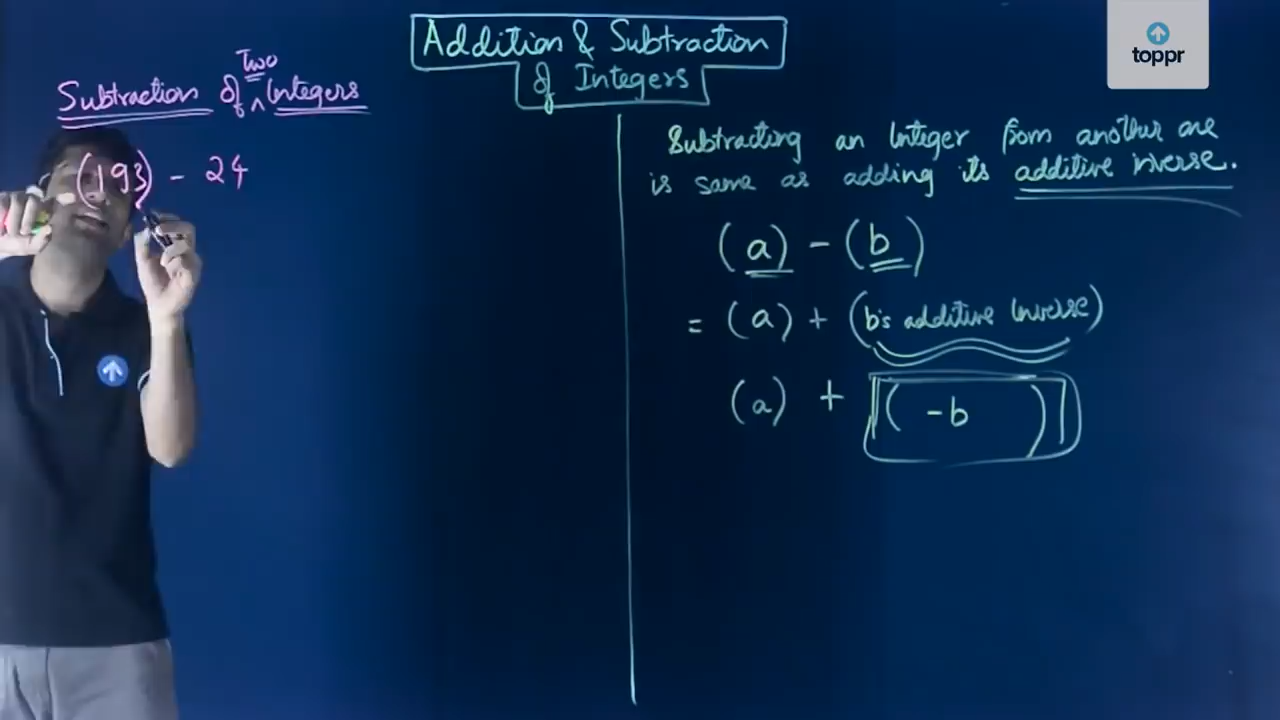 Addition & Subtraction
of Integers
toppr
Subtraction of ^ Two Integers
(193) - 24
Subtracting an Integer from another one
is same as adding its additive inverse.
(a) - (b)
= (a) + (b's additive Inverse)
(a) + (-b)